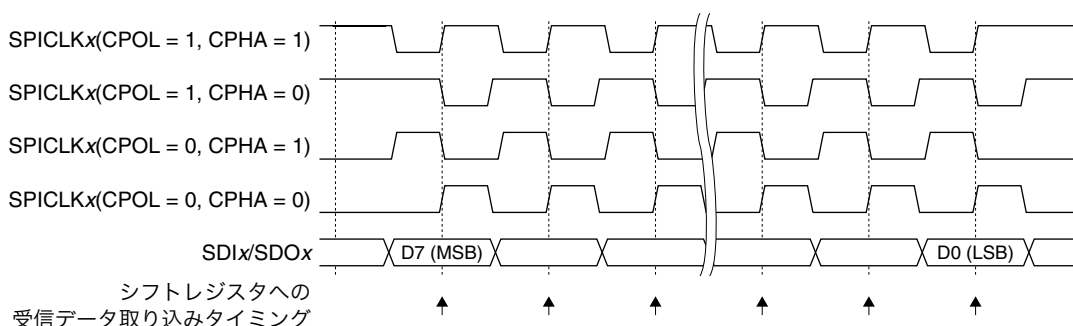 SPICLKx(CPOL = 1, CPHA = 1)
SPICLKx(CPOL = 1, CPHA = 0)
SPICLKx(CPOL = 0, CPHA = 1)
SPICLKx(CPOL = 0, CPHA = 0)
SDIx/SDOx D7 (MSB) D0 (LSB)
シフトレジスタへの
受信データ取り込みタイミング